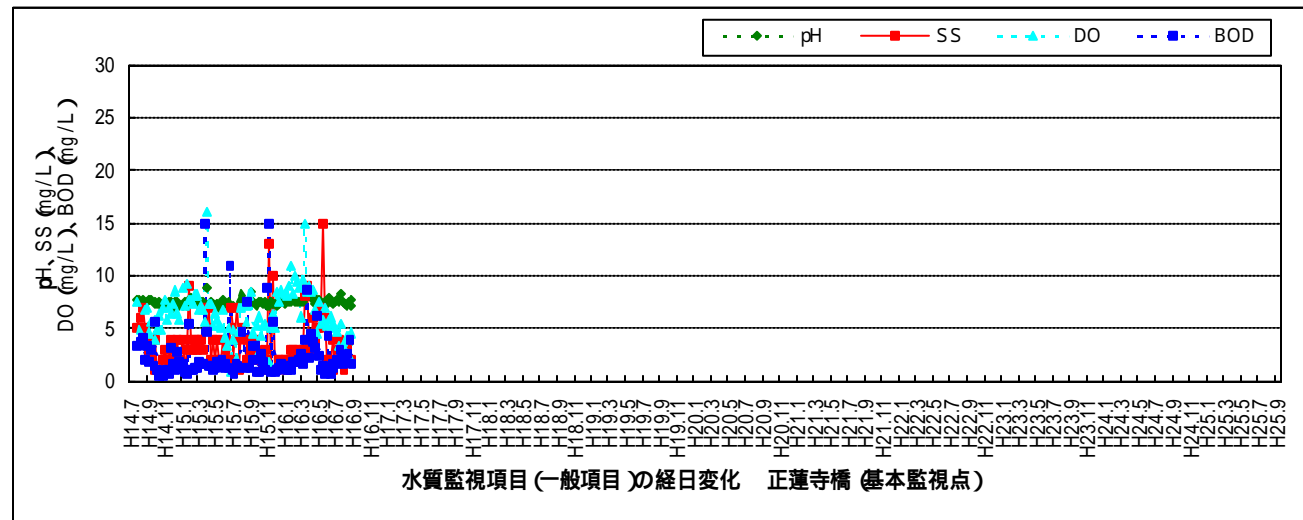 pH SS DO BOD
pH、SS (mg/L)、
DO (mg/L)、BOD (mg/L)
30
25
20
15
10
5
0
H14.7
H14.9
H14.11
H15.1
H15.3
H15.5
H15.7
H15.9
H15.11
H16.1
H16.3
H16.5
H16.7
H16.9
H16.11
H17.1
H17.3
H17.5
H17.7
H17.9
H17.11
H18.1
H18.3
H18.5
H18.7
H18.9
H18.11
H19.1
H19.3
H19.5
H19.7
H19.9
H19.11
H20.1
H20.3
H20.5
H20.7
H20.9
H20.11
H21.1
H21.3
H21.5
H21.7
H21.9
H21.11
H22.1
H22.3
H22.5
H22.7
H22.9
H22.11
H23.1
H23.3
H23.5
H23.7
H23.9
H23.11
H24.1
H24.3
H24.5
H24.7
H24.9
H24.11
H25.1
H25.3
H25.5
H25.7
H25.9
水質監視項目(一般項目)の経日変化 正蓮寺橋(基本監視点)